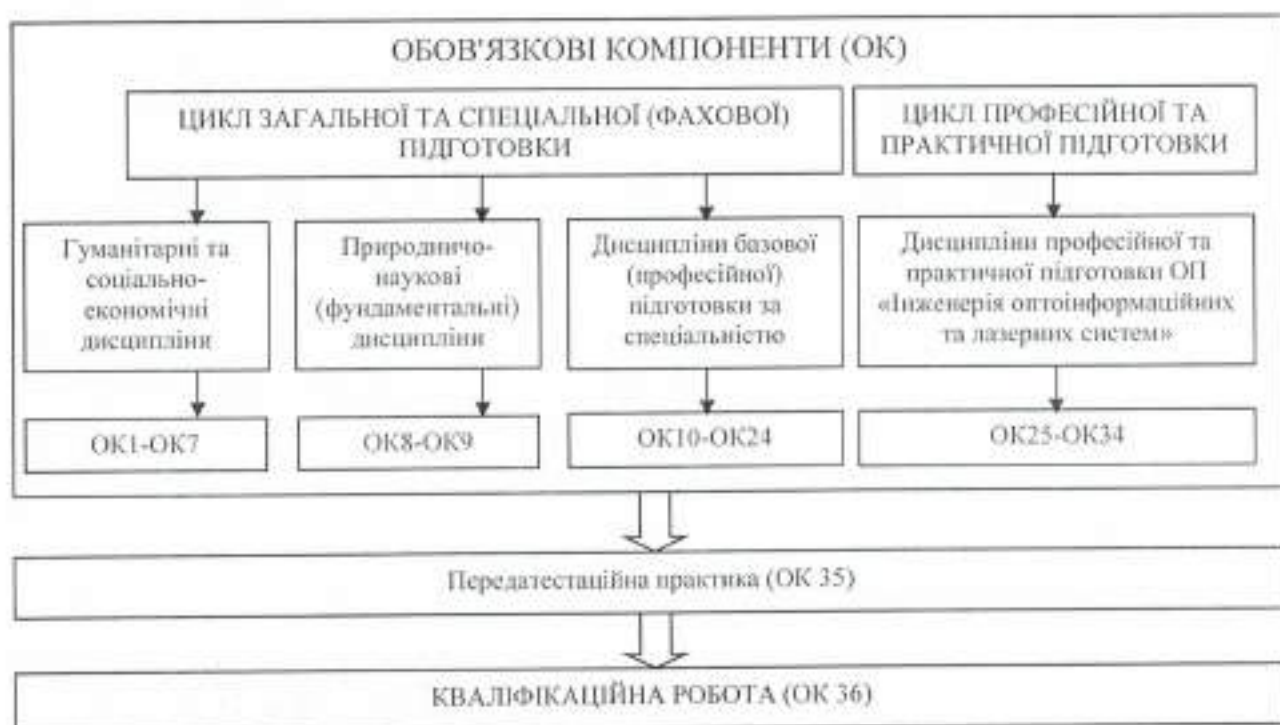 ОБОВ'ЯЗКОВІ КОМПОНЕНТИ (ОК)
ЦИКЛ ЗАГАЛЬНОЇ ТА СПЕЦІАЛЬНОЇ (ФАХОВОЇ)
ПІДГОТОВКИ
ЦИКЛ ПРОФЕСІЙНОЇ ТА
ПРАКТИЧНОЇ ПІДГОТОВКИ
Гуманітарні та
соціально-
економічні
дисципліни
Природничо-
наукові
(фундаментальні)
дисципліни
Дисципліни базової
(професійної)
підготовки за
спеціальністю
Дисципліни професійної та
практичної підготовки ОП
«Інженерія оптоінформаційних
та лазерних систем»
ОК1-ОК7
ОК8-ОК9
ОК10-ОК24
ОК25-ОК34
Передатестаційна практика (ОК 35)
КВАЛІФІКАЦІЙНА РОБОТА (ОК 36)